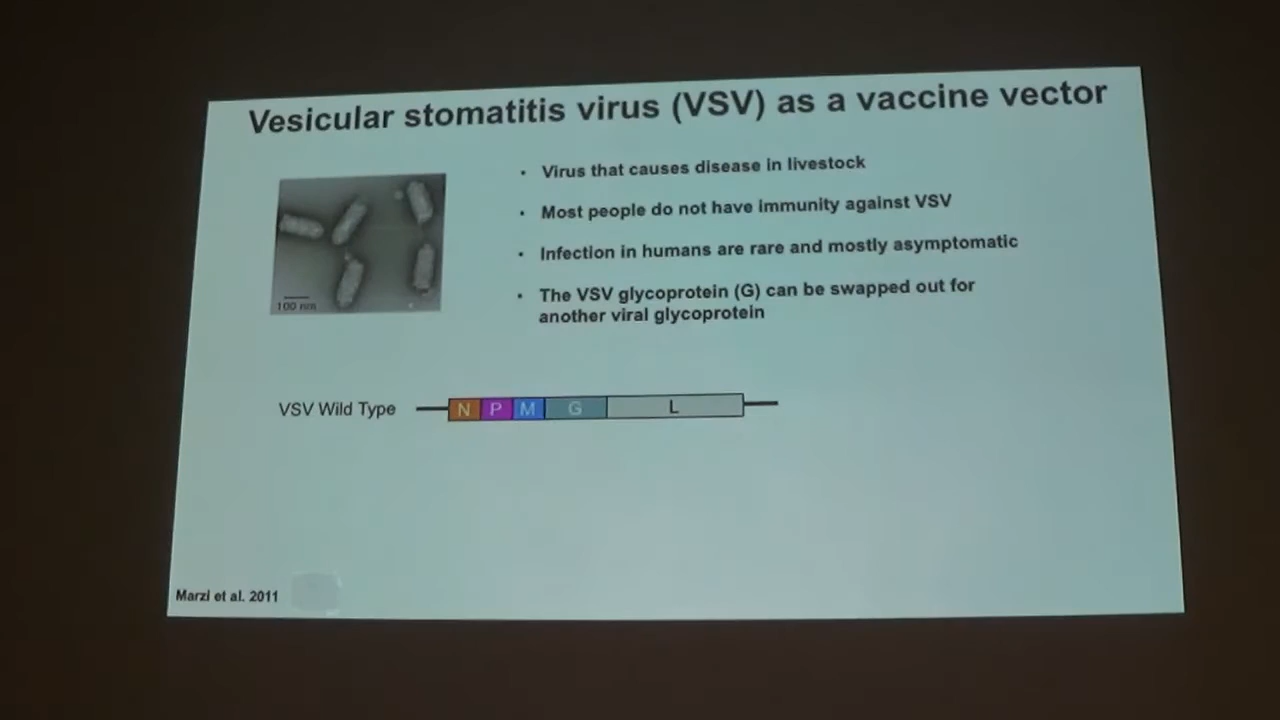 Vesicular stomatitis virus (VSV) as a vaccine vector
• Virus that causes disease in livestock
• Most people do not have immunity against VSV
• Infection in humans are rare and mostly asymptomatic
• The VSV glycoprotein (G) can be swapped out for
another viral glycoprotein
100 nm
VSV Wild Type N P M G L
Marzi et al. 2011